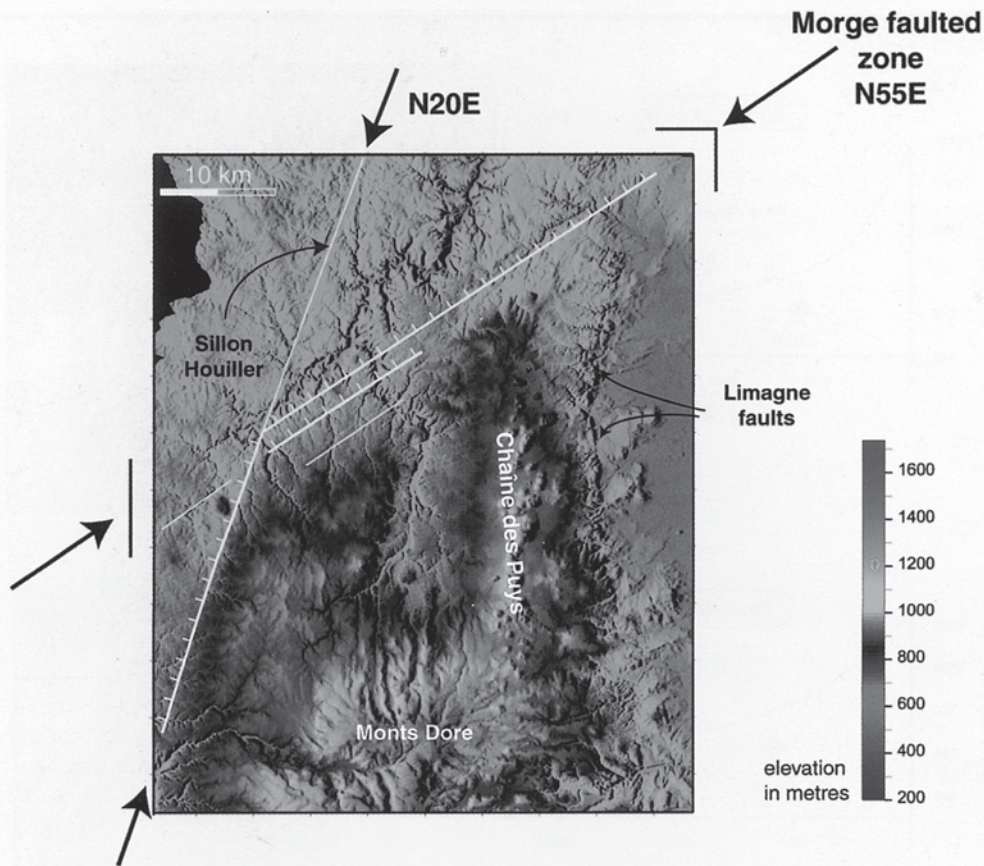 Morge faulted
zone
N55E
N20E
10 km
Sillon
Houiller
Limagne
faults
Chaîne des Puys
Monts Dore
1600
1400
1200
1000
800
600
400
200
elevation
in metres